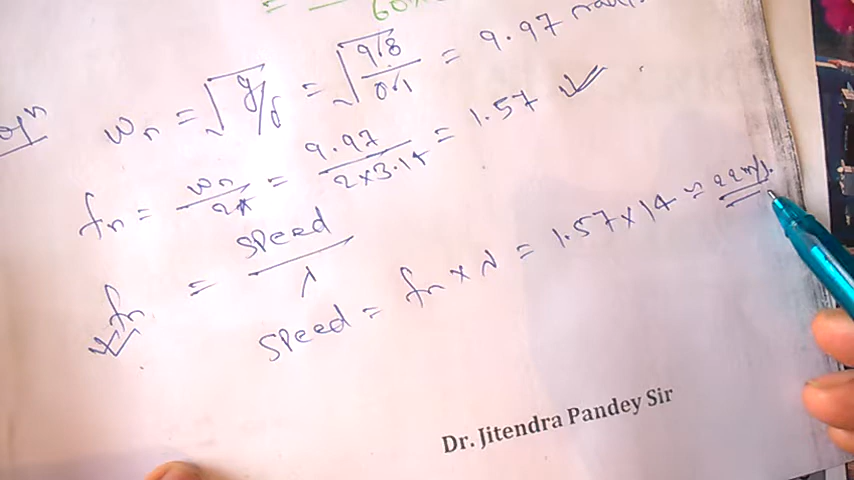 = 60
ωn = √g/δ = √9.8/0.1 = 9.97 rad/s
fn = ωn/2π = 9.97/2×3.14 = 1.57 ✓
fn = speed/λ
speed = fn × λ = 1.57 × 14 ≈ 22 m/s.
Dr. Jitendra Pandey Sir